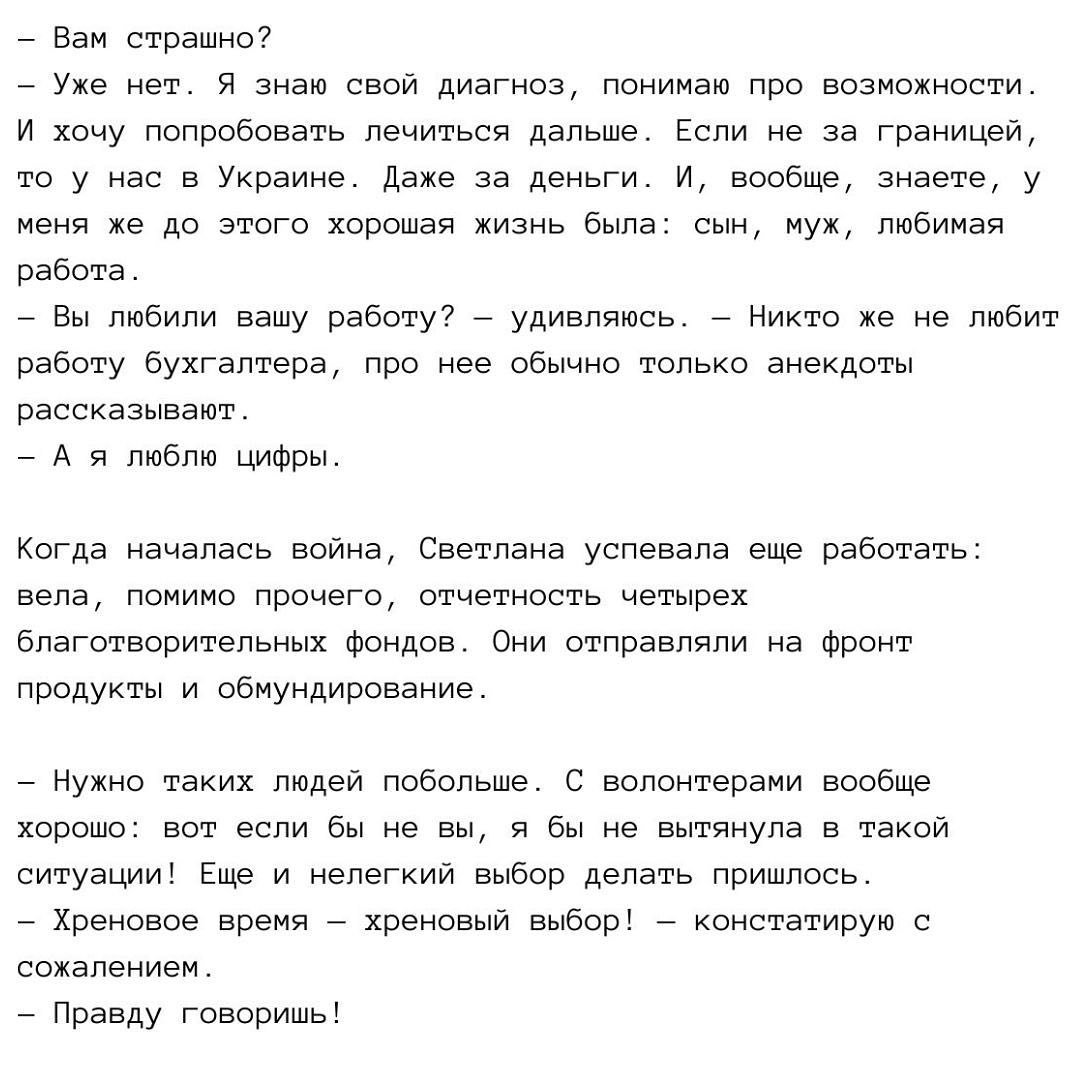 — Вам страшно?
— Уже нет. Я знаю свой диагноз, понимаю про возможности.
И хочу попробовать лечиться дальше. Если не за границей,
то у нас в Украине. Даже за деньги. И, вообще, знаете, у
меня же до этого хорошая жизнь была: сын, муж, любимая
работа.
— Вы любили вашу работу? — удивляюсь. — Никто же не любит
работу бухгалтера, про нее обычно только анекдоты
рассказывают.
— А я люблю цифры.

Когда началась война, Светлана успевала еще работать:
вела, помимо прочего, отчетность четырех
благотворительных фондов. Они отправляли на фронт
продукты и обмундирование.

— Нужно таких людей побольше. С волонтерами вообще
хорошо: вот если бы не вы, я бы не вытянула в такой
ситуации! Еще и нелегкий выбор делать пришлось.
— Хреновое время — хреновый выбор! — констатирую с
сожалением.
— Правду говоришь!